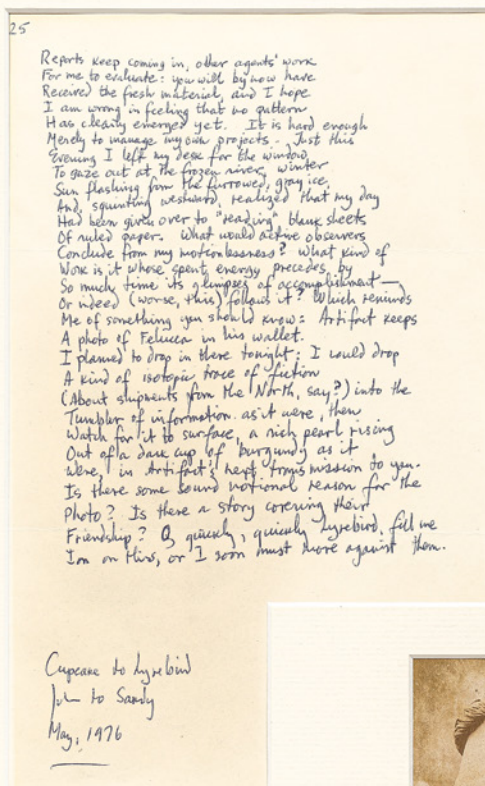 25
Reports keep coming in, other agents' work
For me to evaluate: you will by now have
Received the fresh material, and I hope
I am wrong in feeling that no pattern
Has clearly emerged yet. It is hard enough
Merely to manage my own projects. Just this
Evening I left my desk for the window,
To gaze out at the frozen river, winter
Sun flashing from the furrowed, gray ice,
And, squinting westward, realized that my day
Had been given over to "reading" blank sheets
Of ruled paper. What would active observers
Conclude from my motionlessness? What kind of
Work is it whose spent energy precedes by
So much time its glimpses of accomplishment—
Or indeed (worse, this) follows it? Which reminds
Me of something you should know: Artifact keeps
A photo of Felucca in his wallet.
I planned to drop in there tonight: I would drop
A kind of isotopic trace of fiction
(About shipments from the North, say?) into the
Tumbler of information as it were, then
Watch for it to surface, a rich pearl rising
Out of a dark cup of burgundy as it
Were, in Artifact's next transmission to you.
Is there some sound notional reason for the
Photo? Is there a story covering their
Friendship? O, quickly, quickly Lyrebird, fill me
In on this, or I soon must move against them.
Cupcake to Lyrebird
John to Sandy
May, 1976